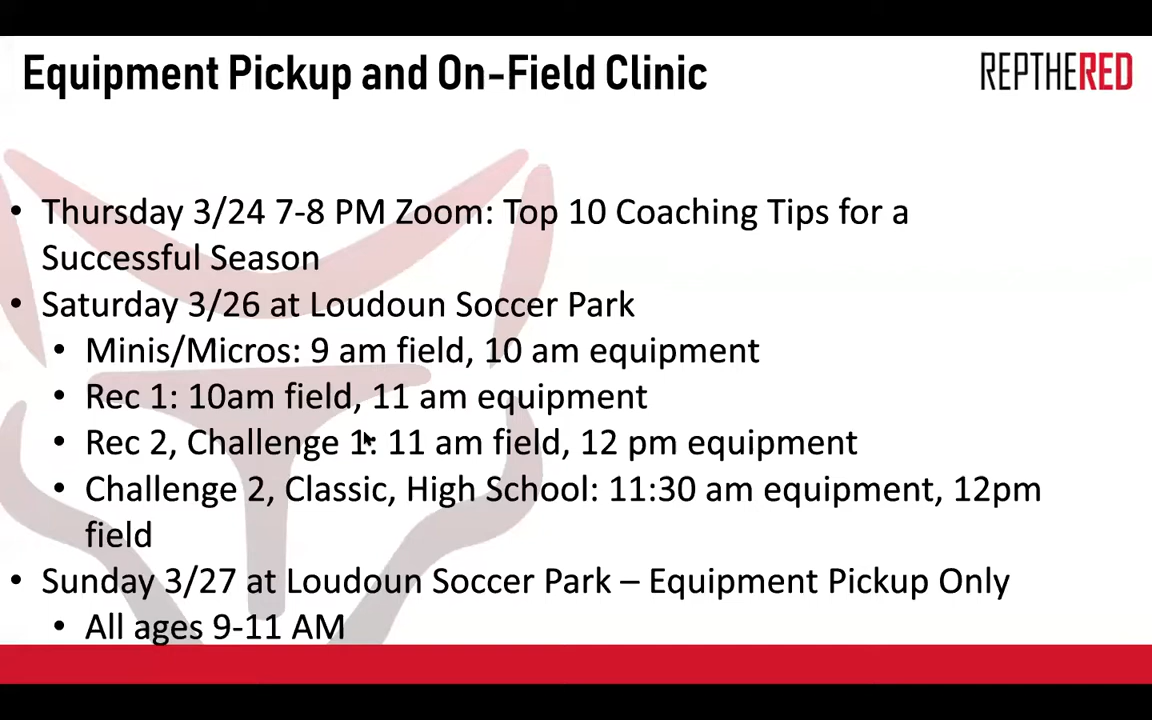 Equipment Pickup and On-Field Clinic
REPTHERED
• Thursday 3/24 7-8 PM Zoom: Top 10 Coaching Tips for a
Successful Season
• Saturday 3/26 at Loudoun Soccer Park
• Minis/Micros: 9 am field, 10 am equipment
• Rec 1: 10am field, 11 am equipment
• Rec 2, Challenge 1: 11 am field, 12 pm equipment
• Challenge 2, Classic, High School: 11:30 am equipment, 12pm
field
• Sunday 3/27 at Loudoun Soccer Park – Equipment Pickup Only
• All ages 9-11 AM